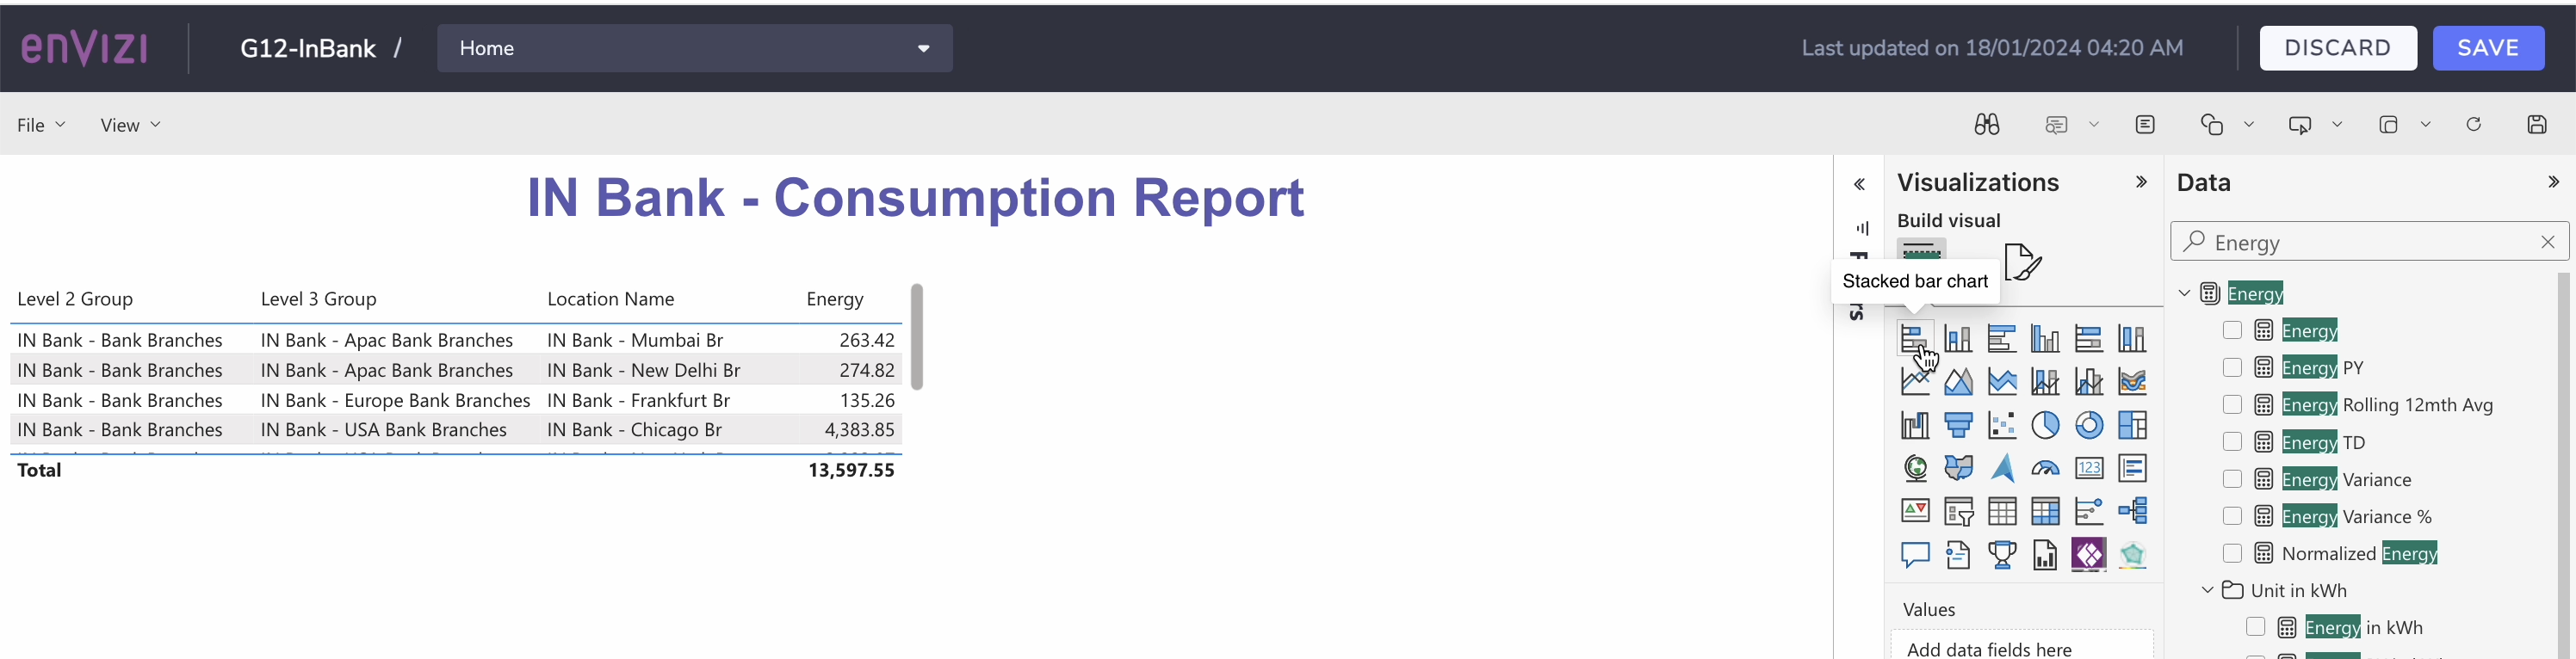 enVIZI
G12-InBank / Home
Last updated on 18/01/2024 04:20 AM
DISCARD
SAVE
File
View
IN Bank - Consumption Report
Level 2 Group Level 3 Group Location Name Energy
IN Bank - Bank Branches IN Bank - Apac Bank Branches IN Bank - Mumbai Br 263.42
IN Bank - Bank Branches IN Bank - Apac Bank Branches IN Bank - New Delhi Br 274.82
IN Bank - Bank Branches IN Bank - Europe Bank Branches IN Bank - Frankfurt Br 135.26
IN Bank - Bank Branches IN Bank - USA Bank Branches IN Bank - Chicago Br 4,383.85
Total 13,597.55
Visualizations
Build visual
Stacked bar chart
123
Values
Add data fields here
Data
Energy
Energy
Energy
Energy PY
Energy Rolling 12mth Avg
Energy TD
Energy Variance
Energy Variance %
Normalized Energy
Unit in kWh
Energy in kWh